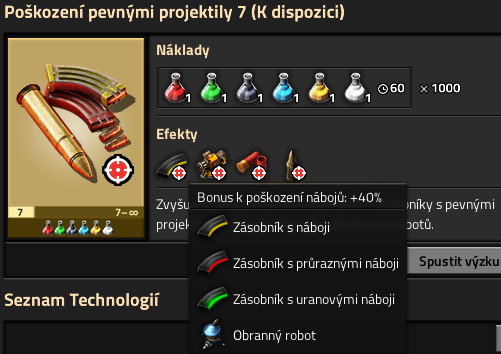 Poškození pevnými projektily 7 (K dispozici)
Náklady
1 1 1 1 1 1 60 × 1000
Efekty
Bonus k poškození nábojů: +40%
Zásobník s náboji
Zásobník s průraznými náboji
Zásobník s uranovými náboji
Obranný robot
Zvyšu
níky s pevnými
projek
otů.
7 7-∞
Spustit výzku
Seznam Technologií